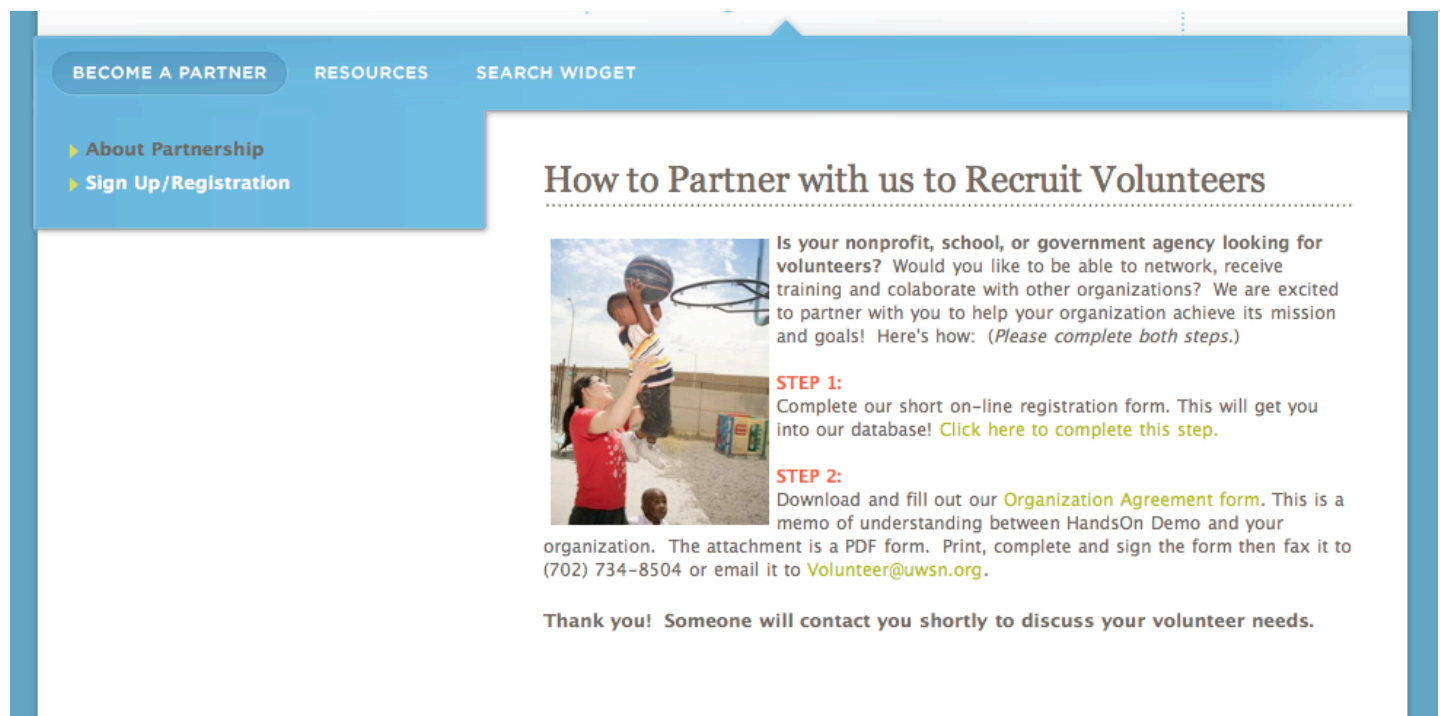 BECOME A PARTNER RESOURCES SEARCH WIDGET
About Partnership
Sign Up/Registration
How to Partner with us to Recruit Volunteers
Is your nonprofit, school, or government agency looking for
volunteers? Would you like to be able to network, receive
training and colaborate with other organizations? We are excited
to partner with you to help your organization achieve its mission
and goals! Here's how: (Please complete both steps.)
STEP 1:
Complete our short on-line registration form. This will get you
into our database! Click here to complete this step.
STEP 2:
Download and fill out our Organization Agreement form. This is a
memo of understanding between HandsOn Demo and your
organization. The attachment is a PDF form. Print, complete and sign the form then fax it to
(702) 734-8504 or email it to Volunteer@uwsn.org.
Thank you! Someone will contact you shortly to discuss your volunteer needs.